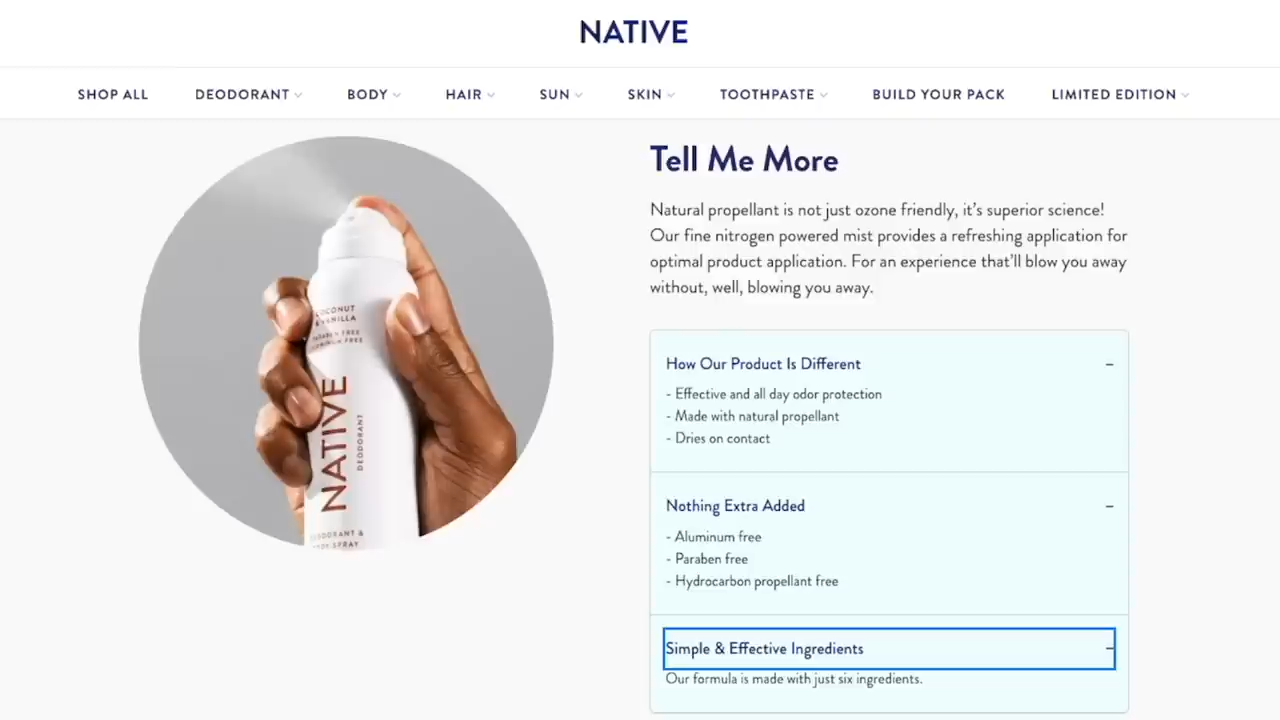 NATIVE
SHOP ALL DEODORANT BODY HAIR SUN SKIN TOOTHPASTE BUILD YOUR PACK LIMITED EDITION
Tell Me More
Natural propellant is not just ozone friendly, it's superior science!
Our fine nitrogen powered mist provides a refreshing application for
optimal product application. For an experience that'll blow you away
without, well, blowing you away.
How Our Product Is Different −
- Effective and all day odor protection
- Made with natural propellant
- Dries on contact
Nothing Extra Added −
- Aluminum free
- Paraben free
- Hydrocarbon propellant free
Simple & Effective Ingredients −
Our formula is made with just six ingredients.
COCONUT
& VANILLA
PARABEN FREE
NATIVE
DEODORANT
DEODORANT &
BODY SPRAY